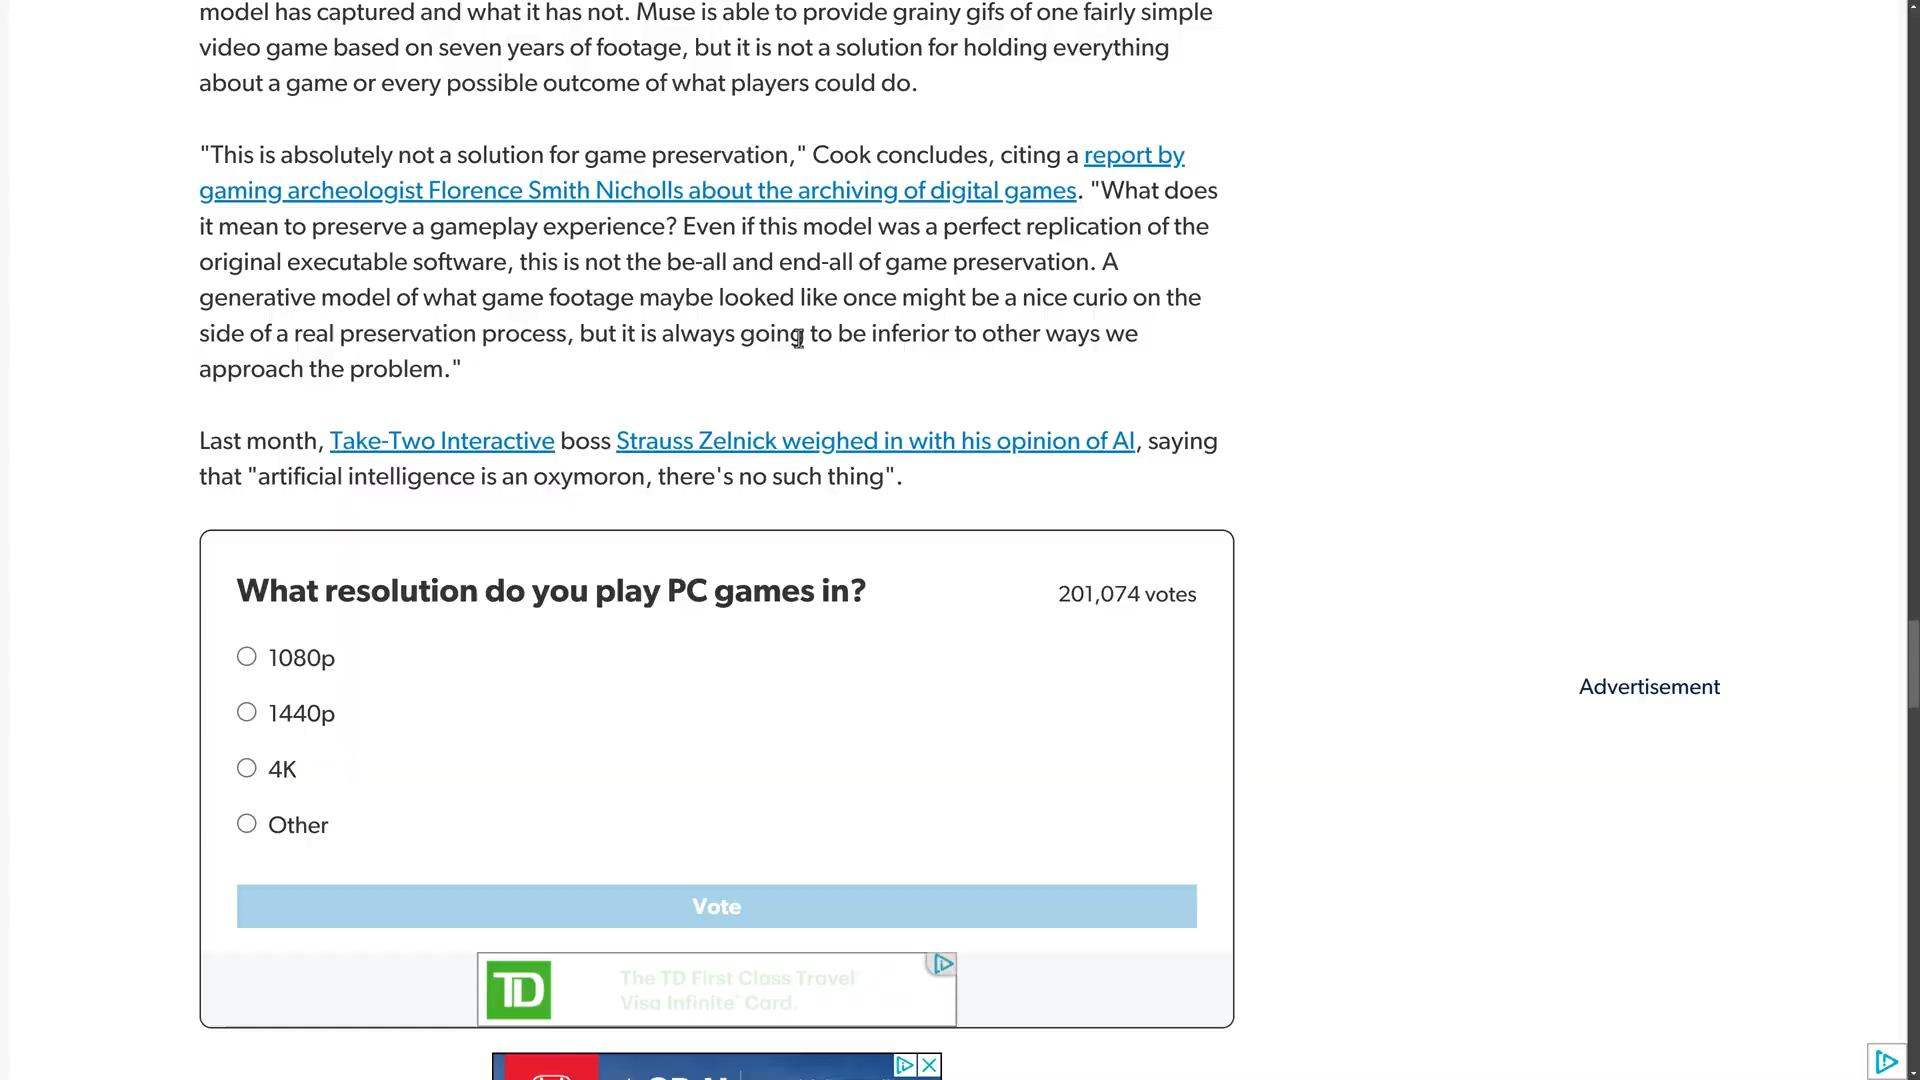 model has captured and what it has not. Muse is able to provide grainy gifs of one fairly simple
video game based on seven years of footage, but it is not a solution for holding everything
about a game or every possible outcome of what players could do.
"This is absolutely not a solution for game preservation," Cook concludes, citing a report by
gaming archeologist Florence Smith Nicholls about the archiving of digital games. "What does
it mean to preserve a gameplay experience? Even if this model was a perfect replication of the
original executable software, this is not the be-all and end-all of game preservation. A
generative model of what game footage maybe looked like once might be a nice curio on the
side of a real preservation process, but it is always going to be inferior to other ways we
approach the problem."
Last month, Take-Two Interactive boss Strauss Zelnick weighed in with his opinion of AI, saying
that "artificial intelligence is an oxymoron, there's no such thing".
What resolution do you play PC games in?
201,074 votes
1080p
1440p
4K
Other
Vote
Advertisement
TD
The TD First Class Travel
Visa Infinite* Card.